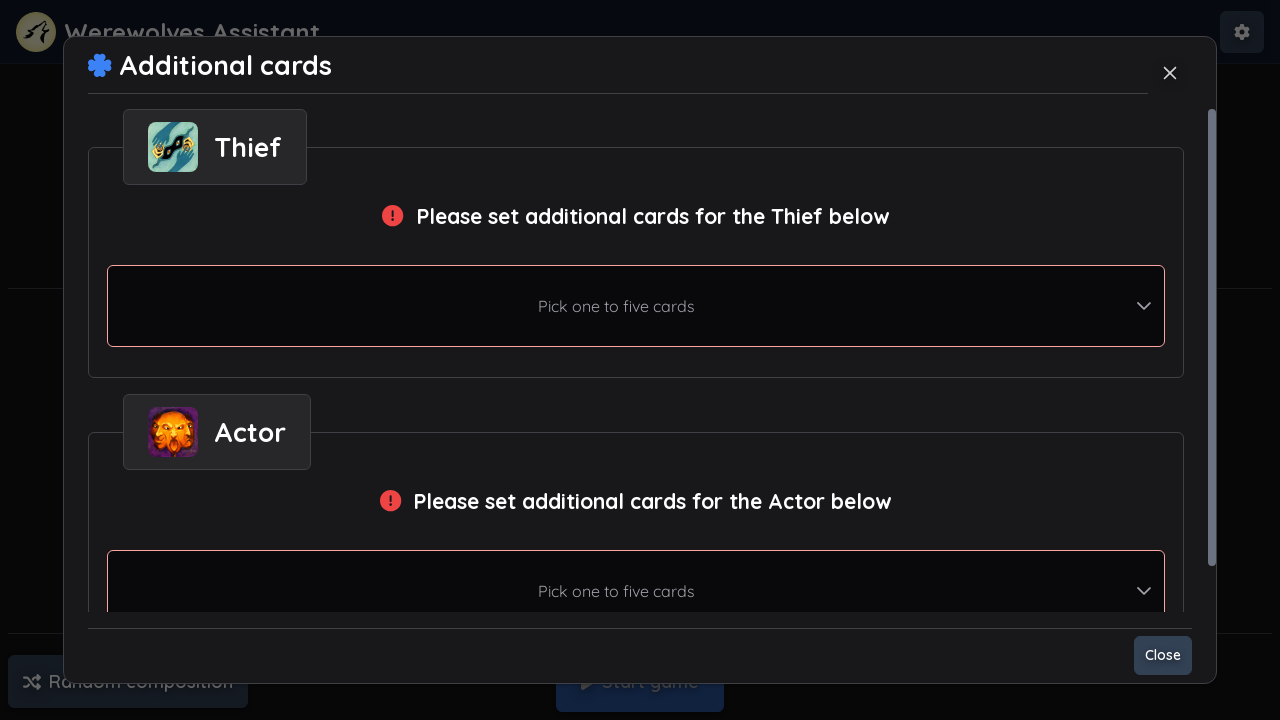 Werewolves Assistant
Additional cards
Thief
Please set additional cards for the Thief below
Pick one to five cards
Actor
Please set additional cards for the Actor below
Pick one to five cards
Close
Random composition
Start game